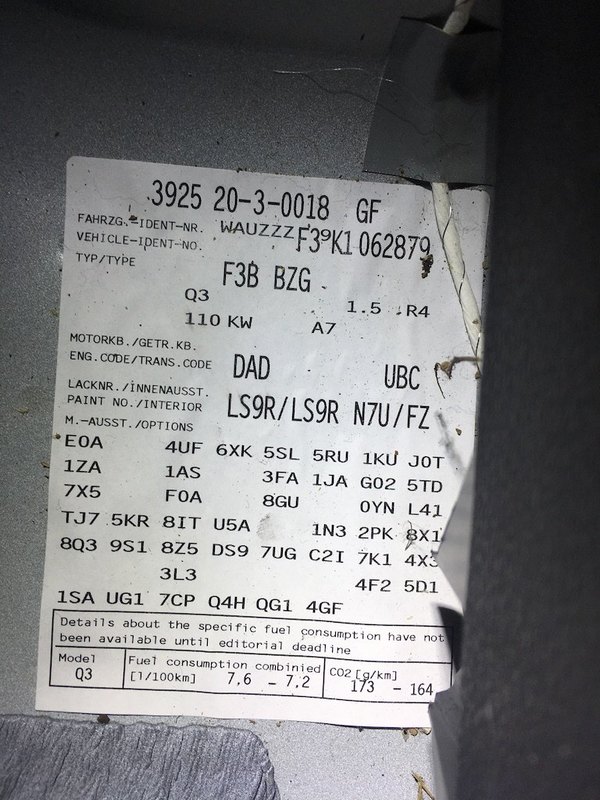 3925 20-3-0018 GF
FAHRZG.-IDENT-NR. WAUZZZF39K1062879
VEHICLE-IDENT-NO.
TYP/TYPE F3B BZG
Q3 1.5 R4
110 KW A7
MOTORKB./GETR.KB.
ENG.CODE/TRANS.CODE DAD UBC
LACKNR./INNENAUSST.
PAINT NO./INTERIOR LS9R/LS9R N7U/FZ
M.-AUSST./OPTIONS
E0A 4UF 6XK 5SL 5RU 1KU J0T
1ZA 1AS 3FA 1JA G02 5TD
7X5 F0A 8GU 0YN L41
TJ7 5KR 8IT U5A 1N3 2PK 8X1
8Q3 9S1 8Z5 DS9 7UG C2I 7K1 4X3
3L3 4F2 5D1
1SA UG1 7CP Q4H QG1 4GF
Details about the specific fuel consumption have not
been available until editorial deadline
Model Fuel consumption combinied CO2[g/km]
Q3 [l/100km] 7,6 - 7,2 173 - 164